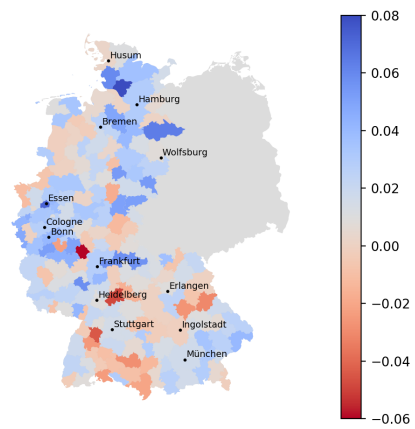 Husum
Hamburg
Bremen
Wolfsburg
Essen
Cologne
Bonn
Frankfurt
Erlangen
Heidelberg
Stuttgart
Ingolstadt
München
0.08
0.06
0.04
0.02
0.00
−0.02
−0.04
−0.06